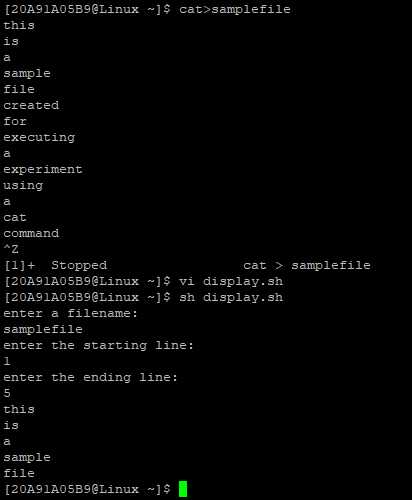 [20A91A05B9@Linux ~]$ cat>samplefile
this
is
a
sample
file
created
for
executing
a
experiment
using
a
cat
command
^Z
[1]+  Stopped                 cat > samplefile
[20A91A05B9@Linux ~]$ vi display.sh
[20A91A05B9@Linux ~]$ sh display.sh
enter a filename:
samplefile
enter the starting line:
1
enter the ending line:
5
this
is
a
sample
file
[20A91A05B9@Linux ~]$